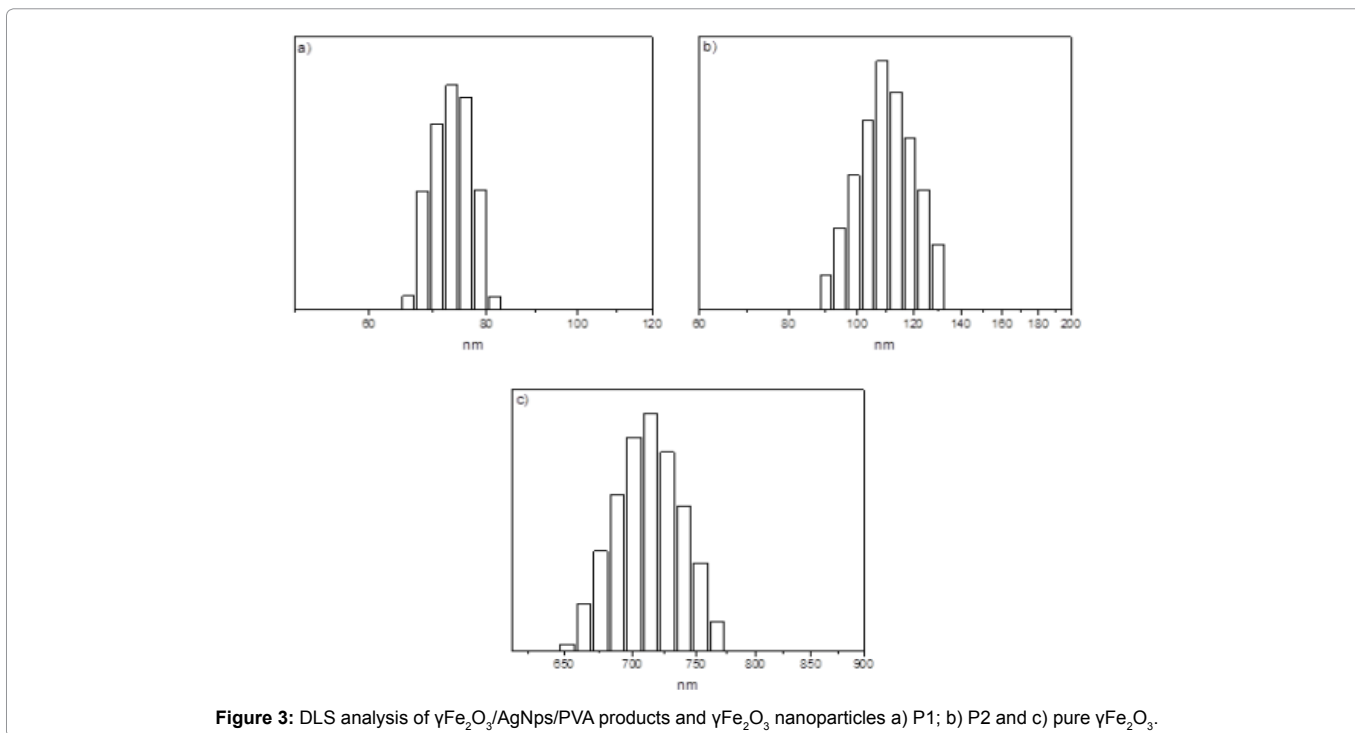 a)
60 80 100 120
nm
b)
60 80 100 120 140 160 180 200
nm
c)
650 700 750 800 850 900
nm
Figure 3: DLS analysis of γFe₂O₃/AgNps/PVA products and γFe₂O₃ nanoparticles a) P1; b) P2 and c) pure γFe₂O₃.